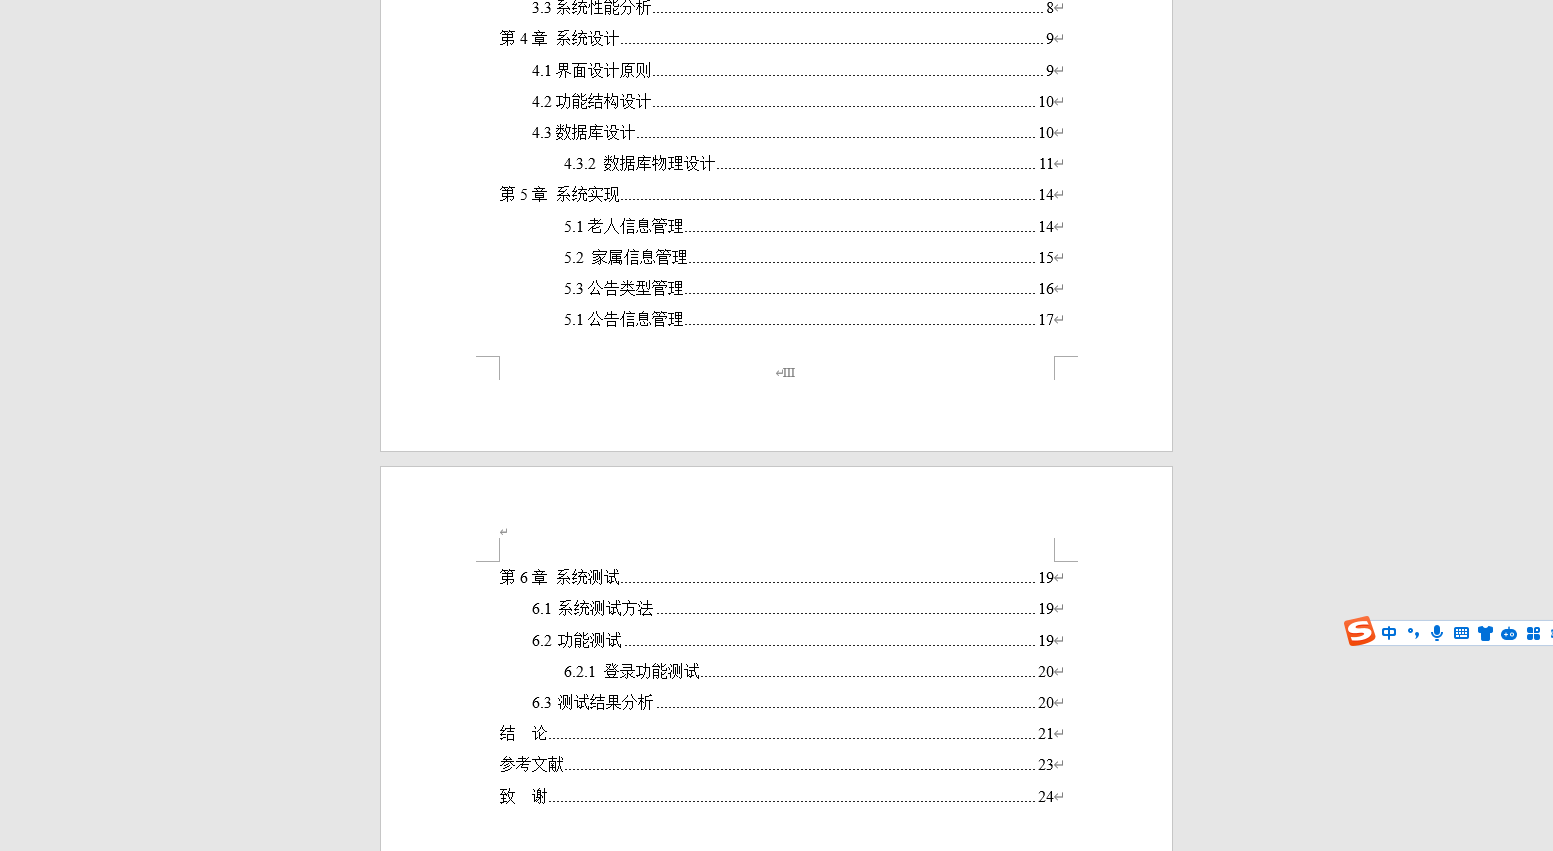 3.3 系统性能分析 8
第 4 章 系统设计 9
4.1 界面设计原则 9
4.2 功能结构设计 10
4.3 数据库设计 10
4.3.2 数据库物理设计 11
第 5 章 系统实现 14
5.1 老人信息管理 14
5.2 家属信息管理 15
5.3 公告类型管理 16
5.1 公告信息管理 17
III
第 6 章 系统测试 19
6.1 系统测试方法 19
6.2 功能测试 19
6.2.1 登录功能测试 20
6.3 测试结果分析 20
结 论 21
参考文献 23
致 谢 24
中